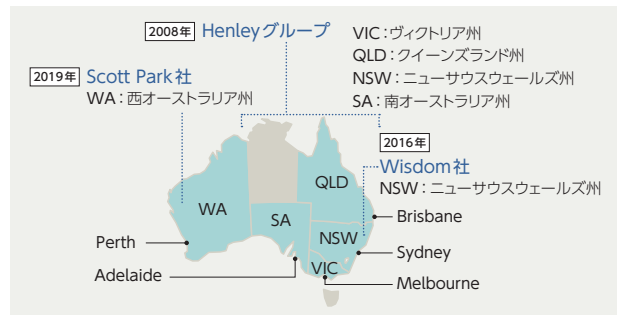 2008年 Henleyグループ
VIC：ヴィクトリア州
QLD：クイーンズランド州
NSW：ニューサウスウェールズ州
SA：南オーストラリア州
2019年 Scott Park社
WA：西オーストラリア州
2016年
Wisdom社
NSW：ニューサウスウェールズ州
QLD
WA
SA
NSW
VIC
Brisbane
Perth
Sydney
Adelaide
Melbourne